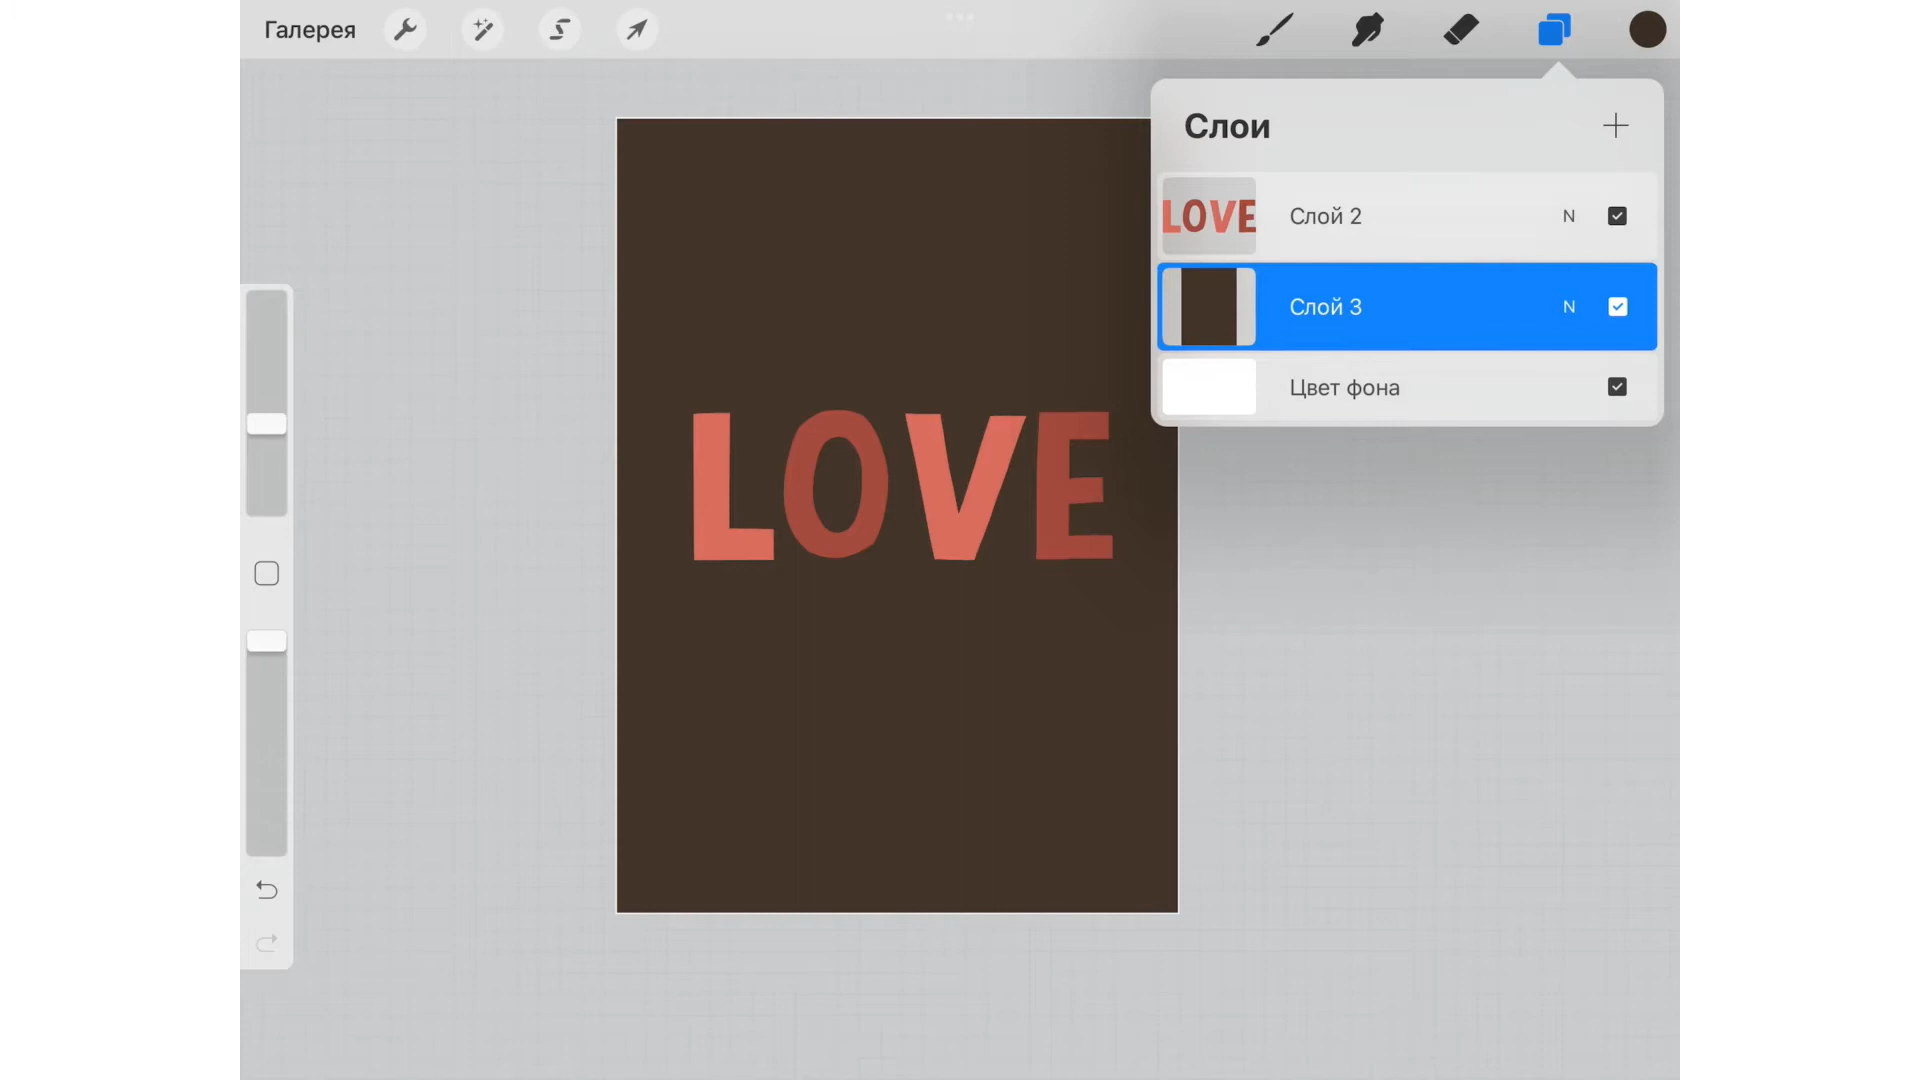 Галерея
Слои
LOVE
Слой 2 N
Слой 3 N
Цвет фона
LOVE